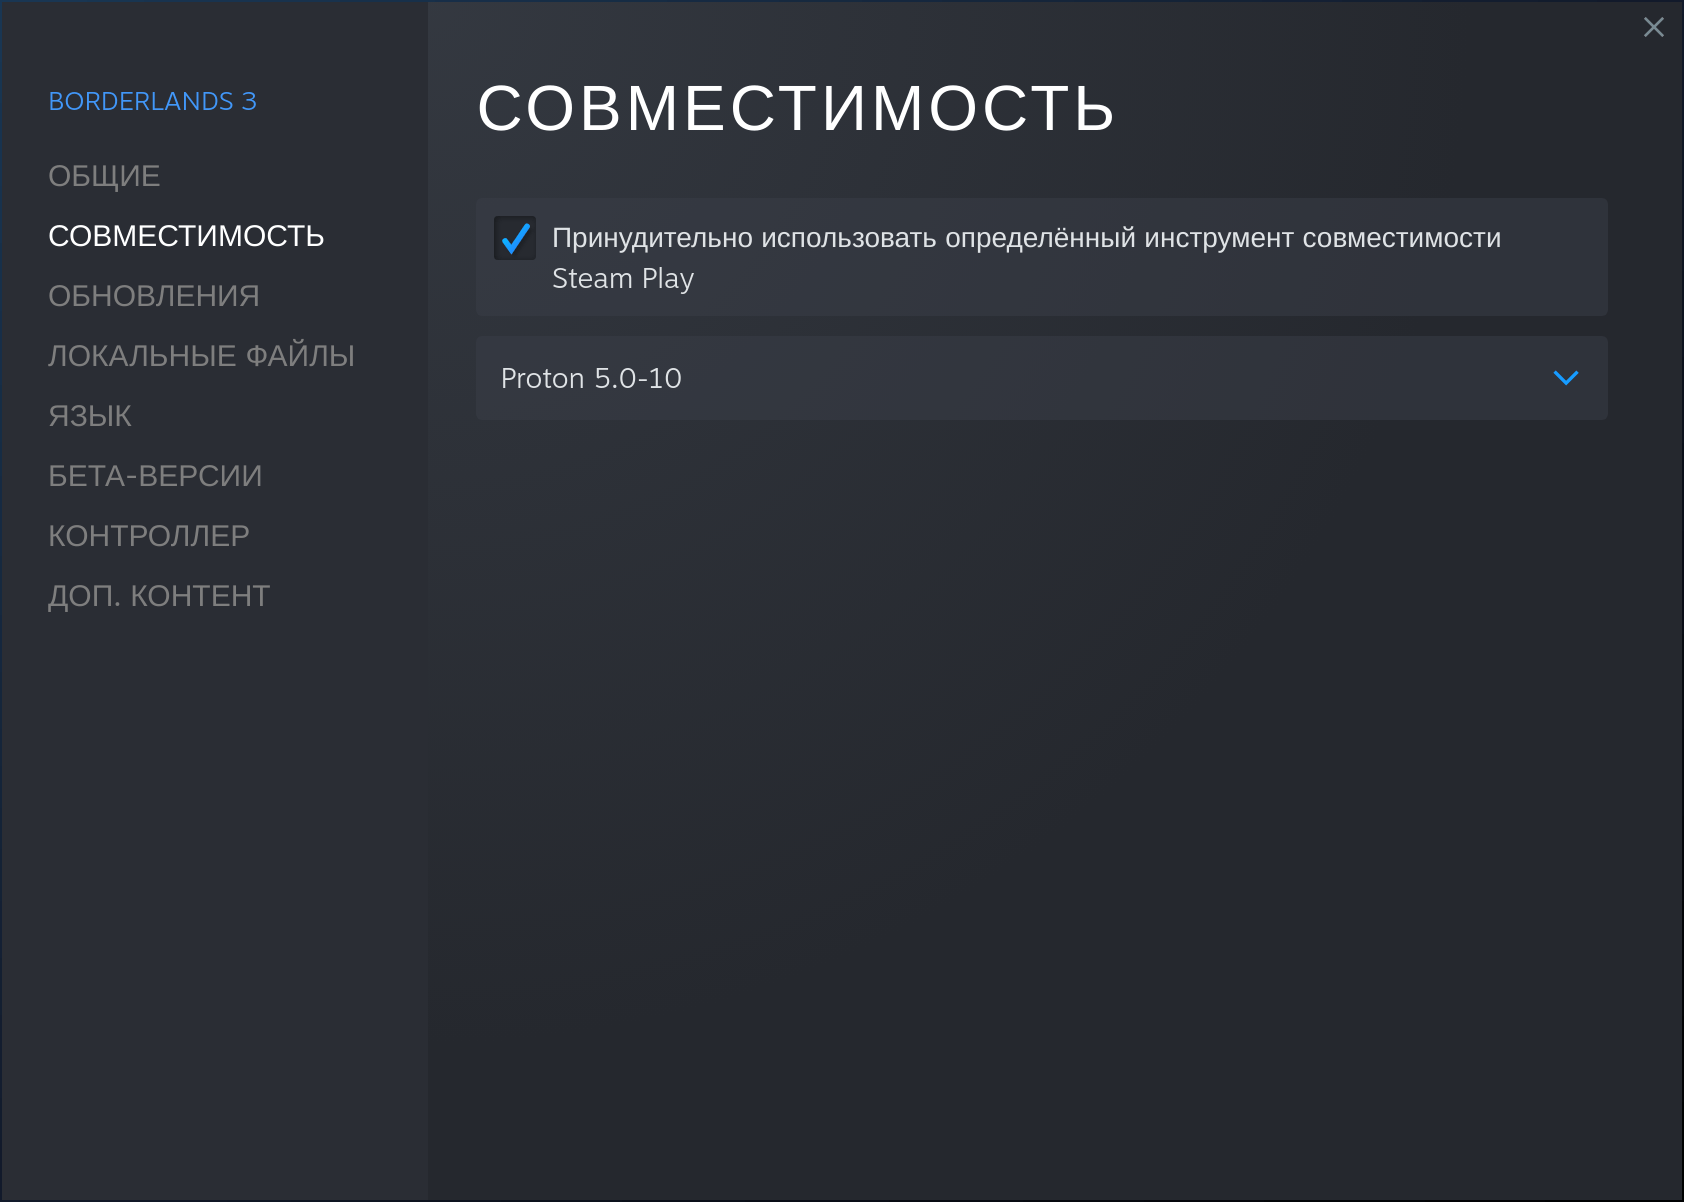 BORDERLANDS 3
ОБЩИЕ
СОВМЕСТИМОСТЬ
ОБНОВЛЕНИЯ
ЛОКАЛЬНЫЕ ФАЙЛЫ
ЯЗЫК
БЕТА-ВЕРСИИ
КОНТРОЛЛЕР
ДОП. КОНТЕНТ
СОВМЕСТИМОСТЬ
Принудительно использовать определённый инструмент совместимости
Steam Play
Proton 5.0-10